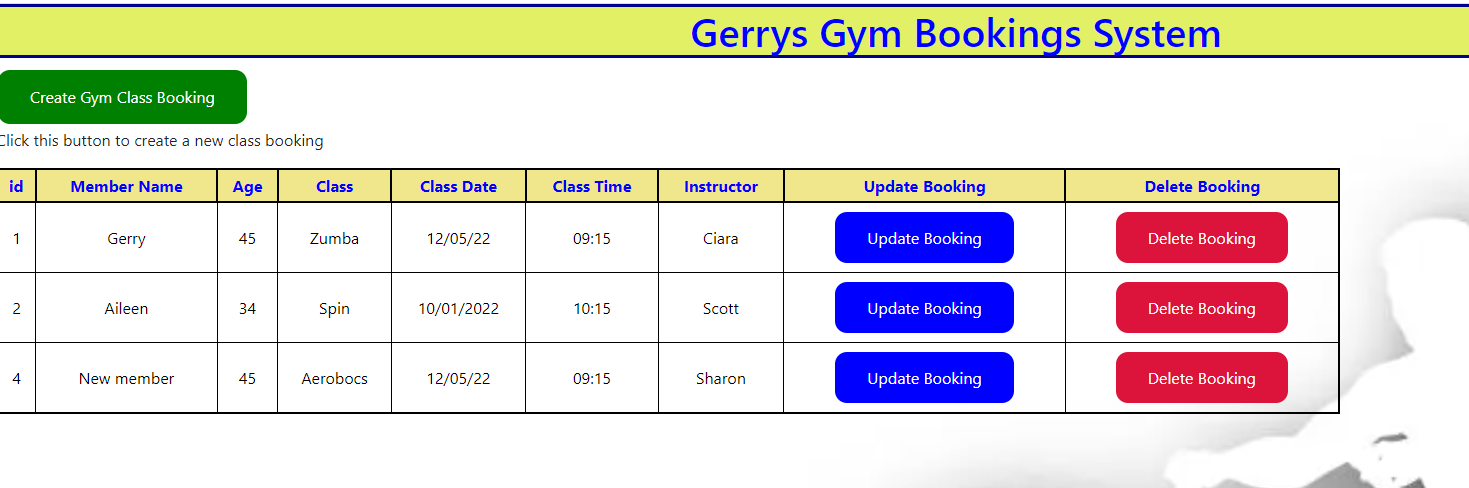 Gerrys Gym Bookings System
Create Gym Class Booking
Click this button to create a new class booking
id Member Name Age Class Class Date Class Time Instructor Update Booking Delete Booking
1 Gerry 45 Zumba 12/05/22 09:15 Ciara Update Booking Delete Booking
2 Aileen 34 Spin 10/01/2022 10:15 Scott Update Booking Delete Booking
4 New member 45 Aerobocs 12/05/22 09:15 Sharon Update Booking Delete Booking